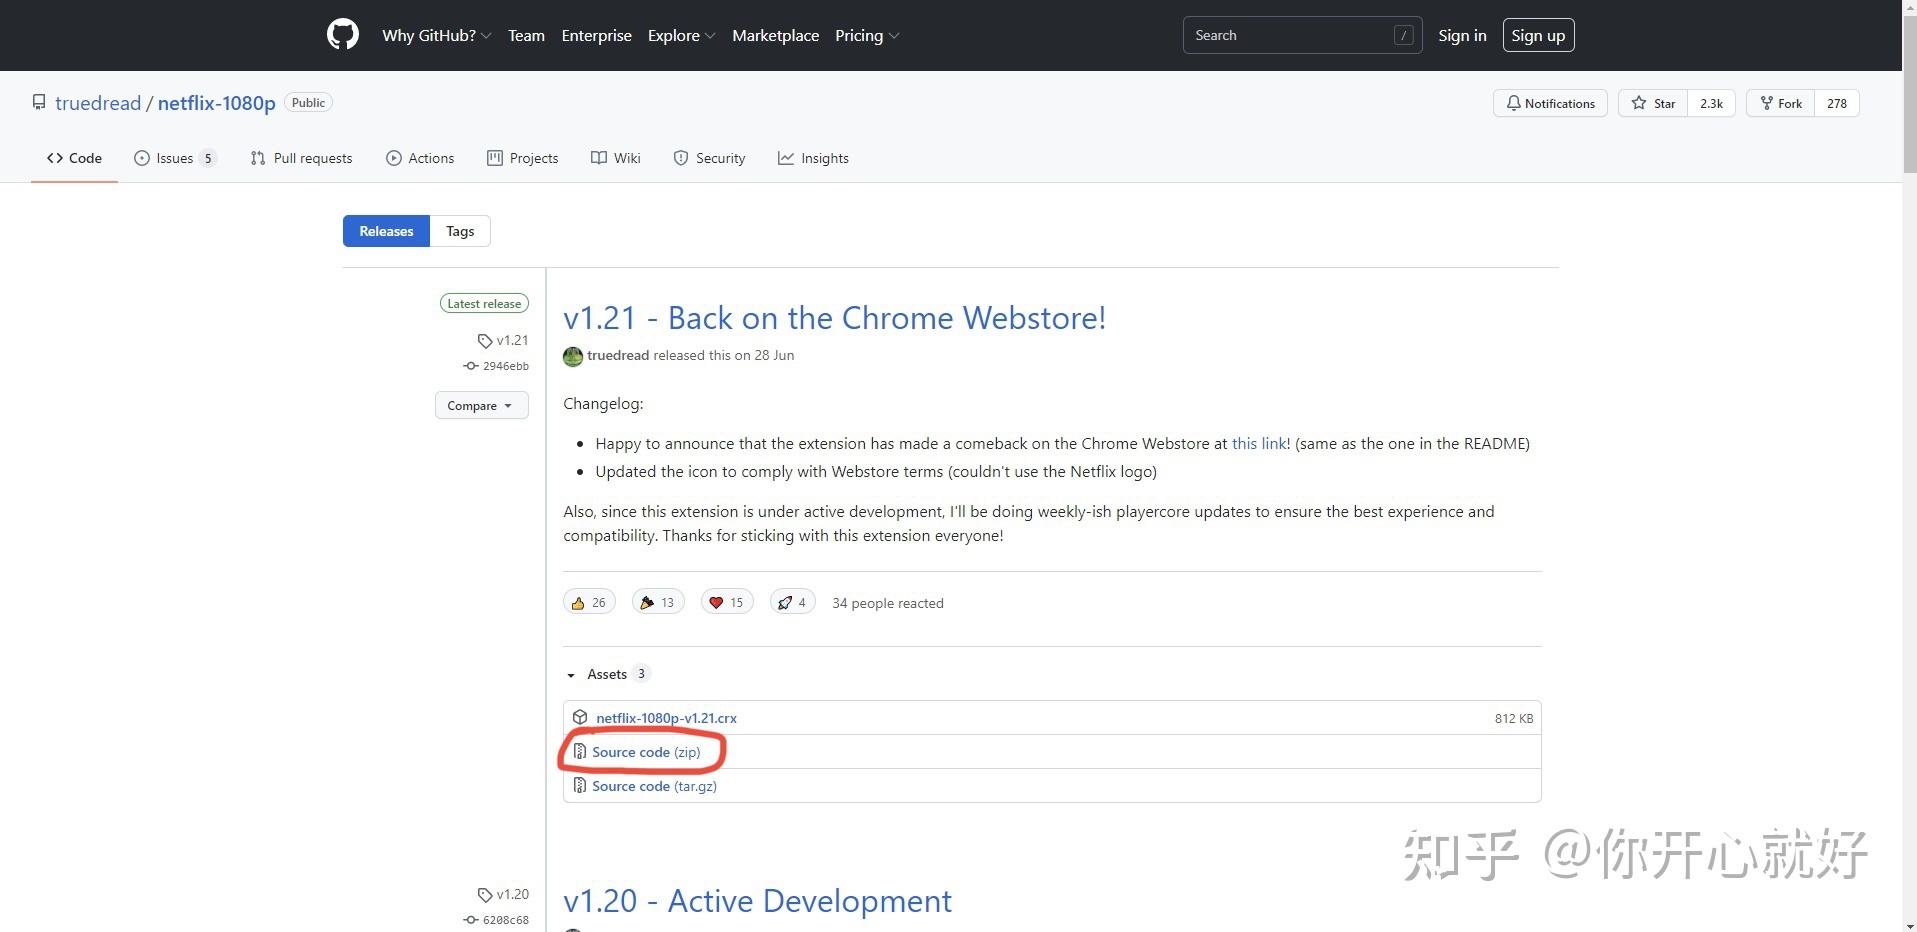 Why GitHub? Team Enterprise Explore Marketplace Pricing Search / Sign in Sign up
truedread / netflix-1080p Public Notifications Star 2.3k Fork 278
Code Issues 5 Pull requests Actions Projects Wiki Security Insights
Releases Tags
Latest release
v1.21
2946ebb
Compare
v1.21 - Back on the Chrome Webstore!
truedread released this on 28 Jun
Changelog:
Happy to announce that the extension has made a comeback on the Chrome Webstore at this link! (same as the one in the README)
Updated the icon to comply with Webstore terms (couldn't use the Netflix logo)
Also, since this extension is under active development, I'll be doing weekly-ish playercore updates to ensure the best experience and
compatibility. Thanks for sticking with this extension everyone!
26 13 15 4 34 people reacted
Assets 3
netflix-1080p-v1.21.crx 812 KB
Source code (zip)
Source code (tar.gz)
知乎 @你开心就好
v1.20
6208c68
v1.20 - Active Development